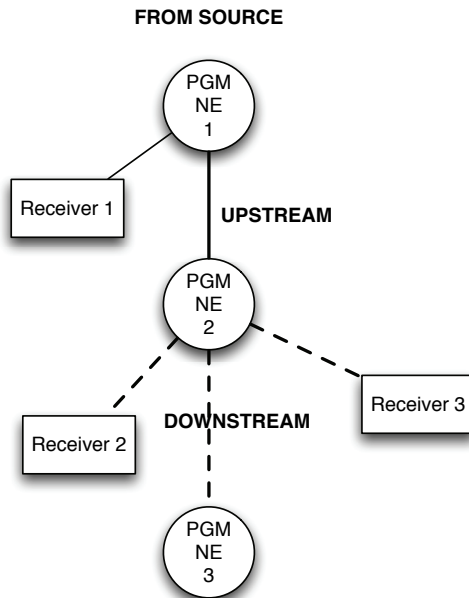 FROM SOURCE
PGM
NE
1
Receiver 1
UPSTREAM
PGM
NE
2
Receiver 3
DOWNSTREAM
Receiver 2
PGM
NE
3